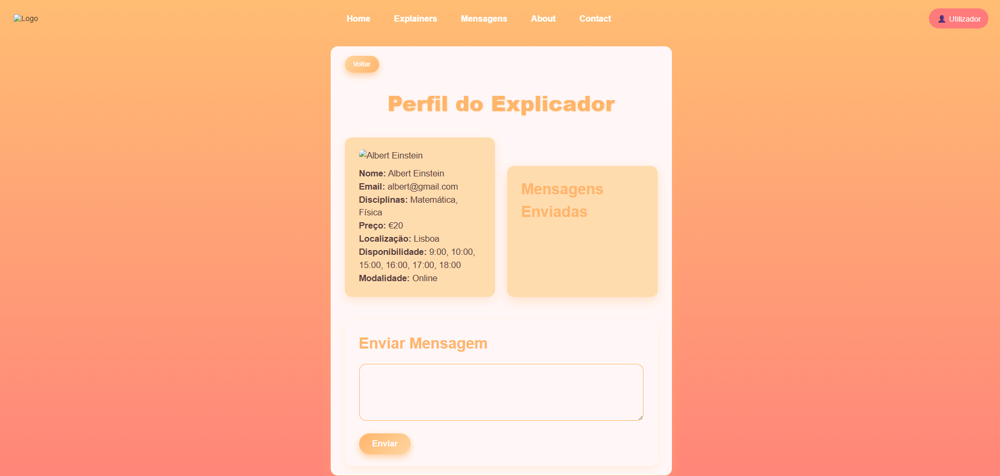 Logo
Home Explainers Mensagens About Contact
👤 Utilizador
Voltar
Perfil do Explicador
Albert Einstein
Nome: Albert Einstein
Email: albert@gmail.com
Disciplinas: Matemática,
Física
Preço: €20
Localização: Lisboa
Disponibilidade: 9:00, 10:00,
15:00, 16:00, 17:00, 18:00
Modalidade: Online
Mensagens
Enviadas
Enviar Mensagem
Enviar